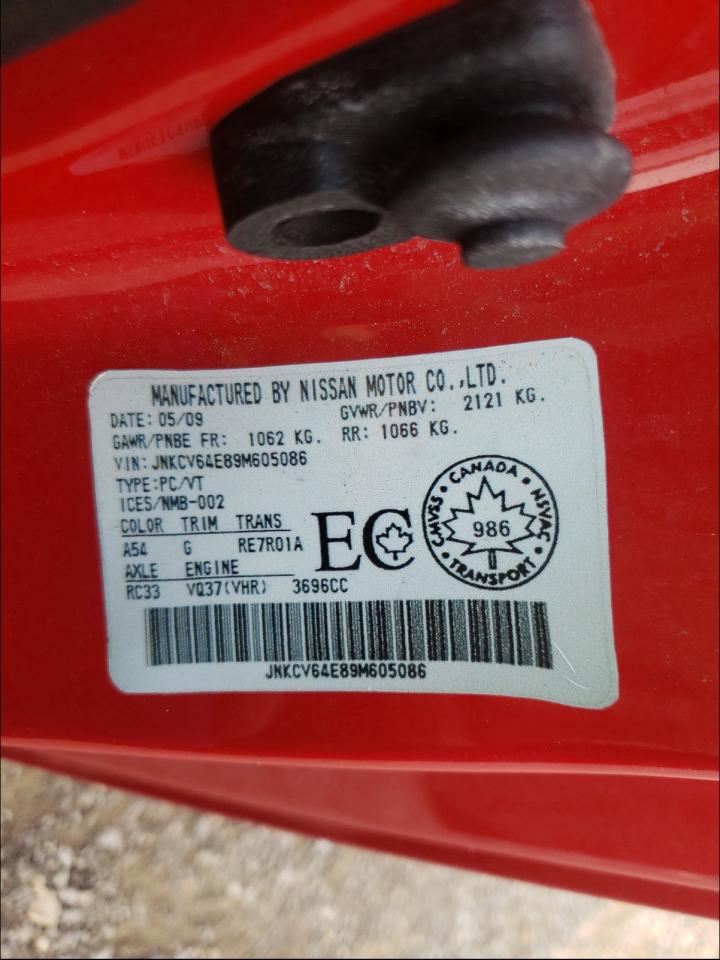 MANUFACTURED BY NISSAN MOTOR CO.,LTD.
DATE: 05/09 GVWR/PNBV: 2121 KG.
GAWR/PNBE FR: 1062 KG. RR: 1066 KG.
VIN: JNKCV64E89M605086
TYPE:PC/VT
ICES/NMB-002
COLOR TRIM TRANS
A54 G RE7R01A
AXLE ENGINE
RC33 VQ37(VHR) 3696CC
EC
CANADA
CMVSS • NSVAC
986
TRANSPORT
JNKCV64E89M605086